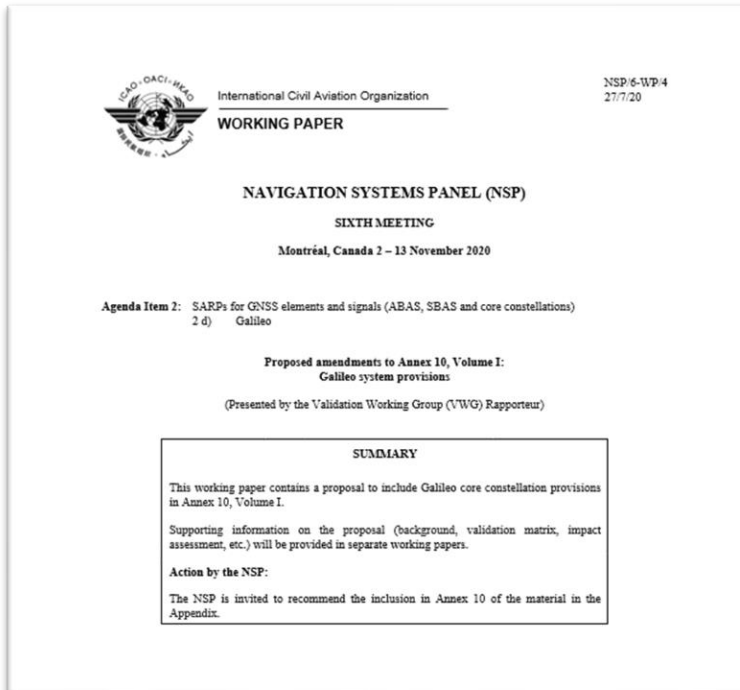 ICAO · OACI · ИКАО
International Civil Aviation Organization
WORKING PAPER
NSP/6-WP/4
27/7/20
NAVIGATION SYSTEMS PANEL (NSP)
SIXTH MEETING
Montréal, Canada 2 – 13 November 2020
Agenda Item 2: SARPs for GNSS elements and signals (ABAS, SBAS and core constellations)
2 d) Galileo
Proposed amendments to Annex 10, Volume I:
Galileo system provisions
(Presented by the Validation Working Group (VWG) Rapporteur)
SUMMARY
This working paper contains a proposal to include Galileo core constellation provisions
in Annex 10, Volume I.
Supporting information on the proposal (background, validation matrix, impact
assessment, etc.) will be provided in separate working papers.
Action by the NSP:
The NSP is invited to recommend the inclusion in Annex 10 of the material in the
Appendix.